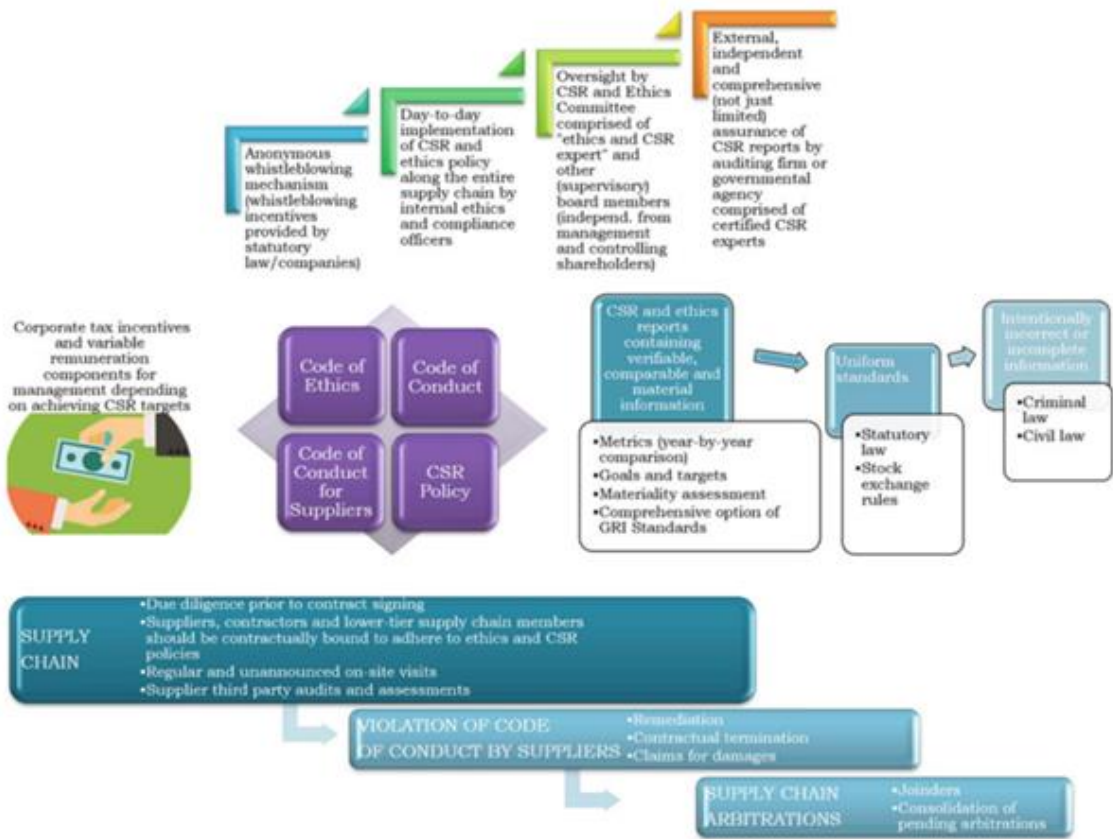 Anonymous
whistleblowing
mechanism
(whistleblowing
incentives
provided by
statutory
law/companies)
Day-to-day
implementation
of CSR and
ethics policy
along the entire
supply chain by
internal ethics
and compliance
officers
Oversight by
CSR and Ethics
Committee
comprised of
"ethics and CSR
expert" and
other
(supervisory)
board members
(independ. from
management
and controlling
shareholders)
External,
independent
and
comprehensive
(not just
limited)
assurance of
CSR reports by
auditing firm or
governmental
agency
comprised of
certified CSR
experts
Corporate tax incentives
and variable
remuneration
components for
management depending
on achieving CSR targets
Code of
Ethics
Code of
Conduct
Code of
Conduct
for
Suppliers
CSR
Policy
CSR and ethics
reports
containing
verifiable,
comparable and
material
information
•Metrics (year-by-year
comparison)
•Goals and targets
•Materiality assessment
•Comprehensive option of
GRI Standards
Uniform
standards
•Statutory
law
•Stock
exchange
rules
Intentionally
incorrect or
incomplete
information
•Criminal
law
•Civil law
SUPPLY
CHAIN
•Due diligence prior to contract signing
•Suppliers, contractors and lower-tier supply chain members
should be contractually bound to adhere to ethics and CSR
policies
•Regular and unannounced on-site visits
•Supplier third party audits and assessments
VIOLATION OF CODE
OF CONDUCT BY SUPPLIERS
•Remediation
•Contractual termination
•Claims for damages
SUPPLY CHAIN
ARBITRATIONS
•Joinders
•Consolidation of
pending arbitrations